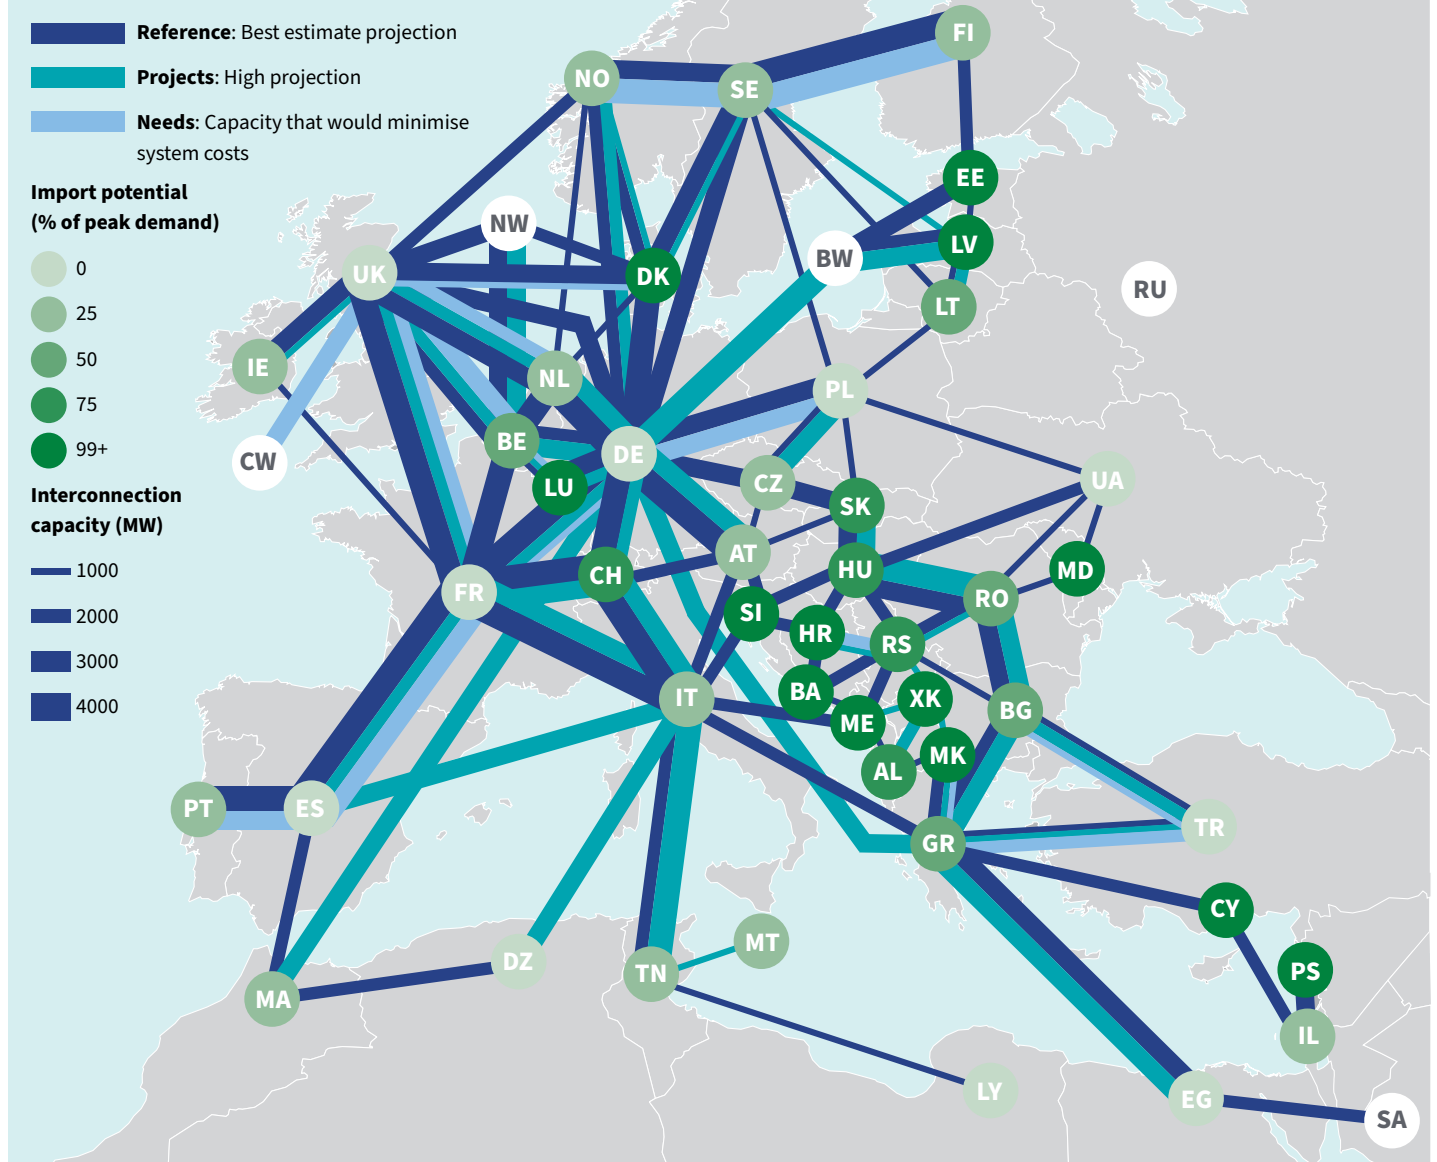 Reference: Best estimate projection
Projects: High projection
Needs: Capacity that would minimise
system costs
Import potential
(% of peak demand)
0
25
50
75
99+
Interconnection
capacity (MW)
1000
2000
3000
4000
FI
NO
SE
EE
NW
LV
BW
UK
DK
RU
LT
IE
NL
PL
BE
DE
CW
LU
CZ
UA
SK
AT
HU
MD
CH
FR
RO
SI
HR
RS
IT
BA
XK
ME
BG
MK
AL
PT
ES
TR
GR
CY
MT
DZ
TN
PS
MA
IL
LY
EG
SA